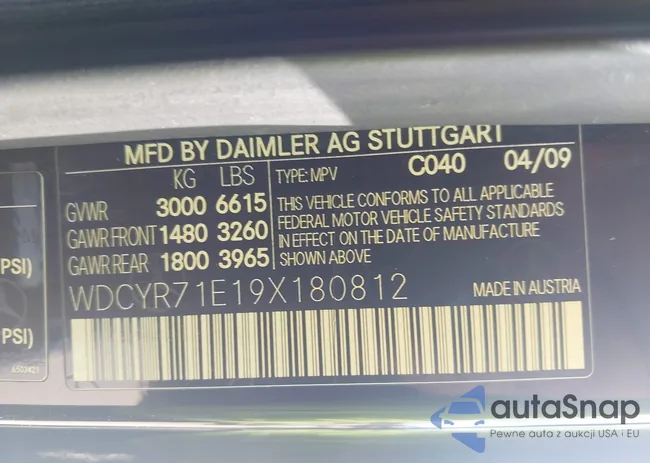 MFD BY DAIMLER AG STUTTGART
KG LBS TYPE: MPV C040 04/09
GVWR 3000 6615
GAWR FRONT 1480 3260
GAWR REAR 1800 3965
THIS VEHICLE CONFORMS TO ALL APPLICABLE
FEDERAL MOTOR VEHICLE SAFETY STANDARDS
IN EFFECT ON THE DATE OF MANUFACTURE
SHOWN ABOVE
WDCYR71E19X180812 MADE IN AUSTRIA
PSI)
PSI)
A503421
autaSnap
Pewne auta z aukcji USA i EU